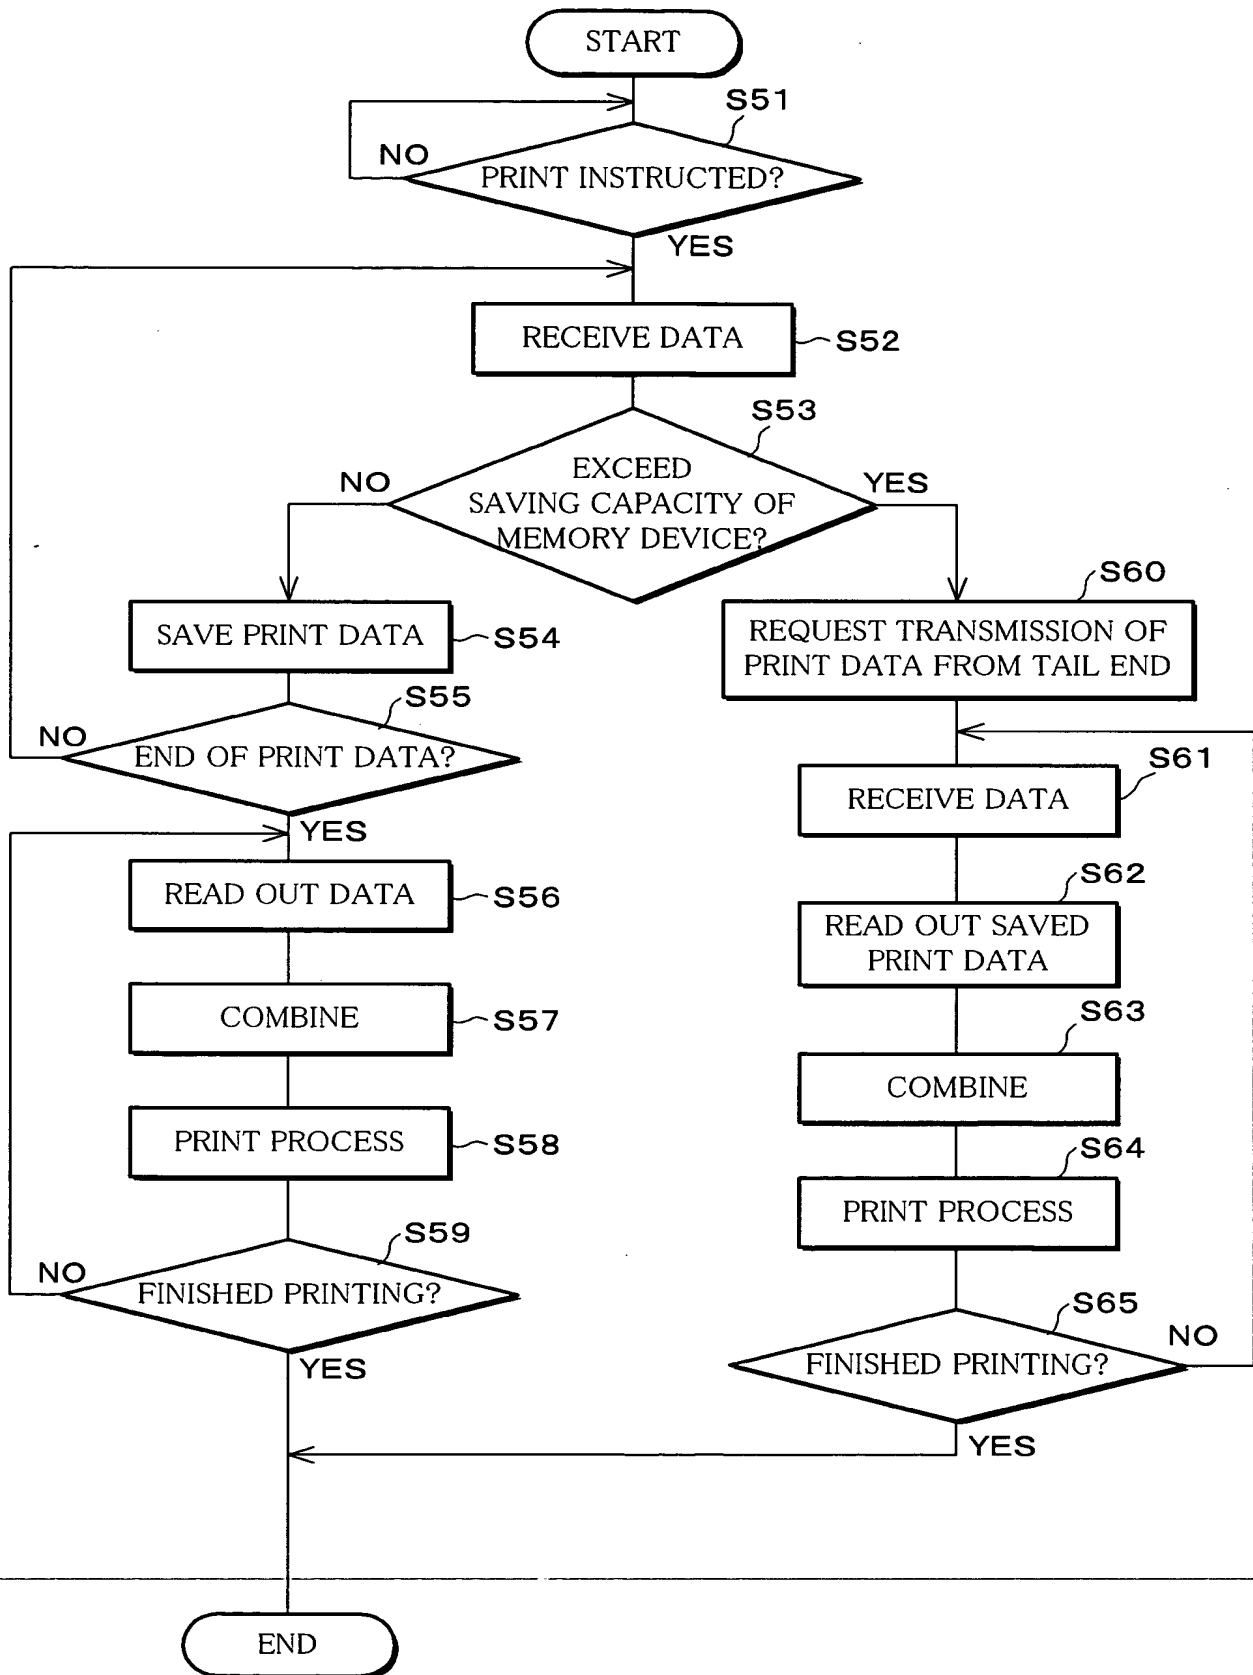 START
S51
NO
PRINT INSTRUCTED?
YES
RECEIVE DATA
S52
S53
NO
EXCEED
SAVING CAPACITY OF
MEMORY DEVICE?
YES
SAVE PRINT DATA
S54
S55
NO
END OF PRINT DATA?
YES
READ OUT DATA
S56
COMBINE
S57
PRINT PROCESS
S58
S59
NO
FINISHED PRINTING?
YES
S60
REQUEST TRANSMISSION OF
PRINT DATA FROM TAIL END
S61
RECEIVE DATA
S62
READ OUT SAVED
PRINT DATA
S63
COMBINE
S64
PRINT PROCESS
S65
NO
FINISHED PRINTING?
YES
END